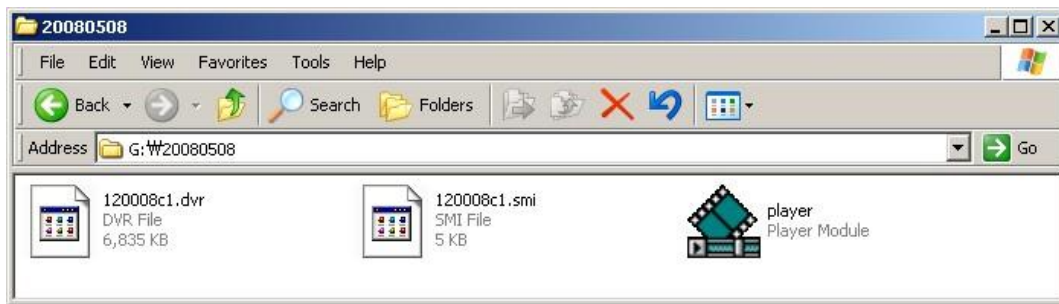 20080508
File Edit View Favorites Tools Help
Back Search Folders
Address G:₩20080508 Go
120008c1.dvr
DVR File
6,835 KB
120008c1.smi
SMI File
5 KB
player
Player Module